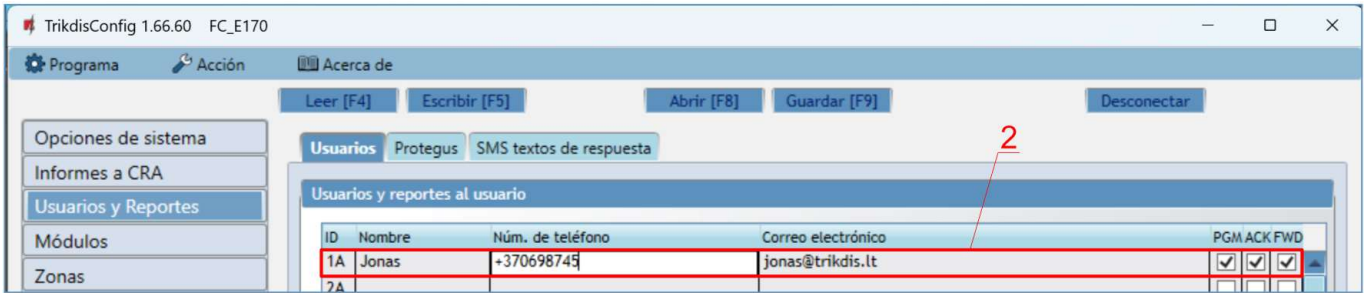 TrikdisConfig 1.66.60 FC_E170
Programa Acción Acerca de
Leer [F4] Escribir [F5] Abrir [F8] Guardar [F9] Desconectar
Opciones de sistema
Informes a CRA
Usuarios y Reportes
Módulos
Zonas
Usuarios Protegus SMS textos de respuesta
2
Usuarios y reportes al usuario
ID Nombre Núm. de teléfono Correo electrónico PGM ACK FWD
1A Jonas +370698745 jonas@trikdis.lt
2A